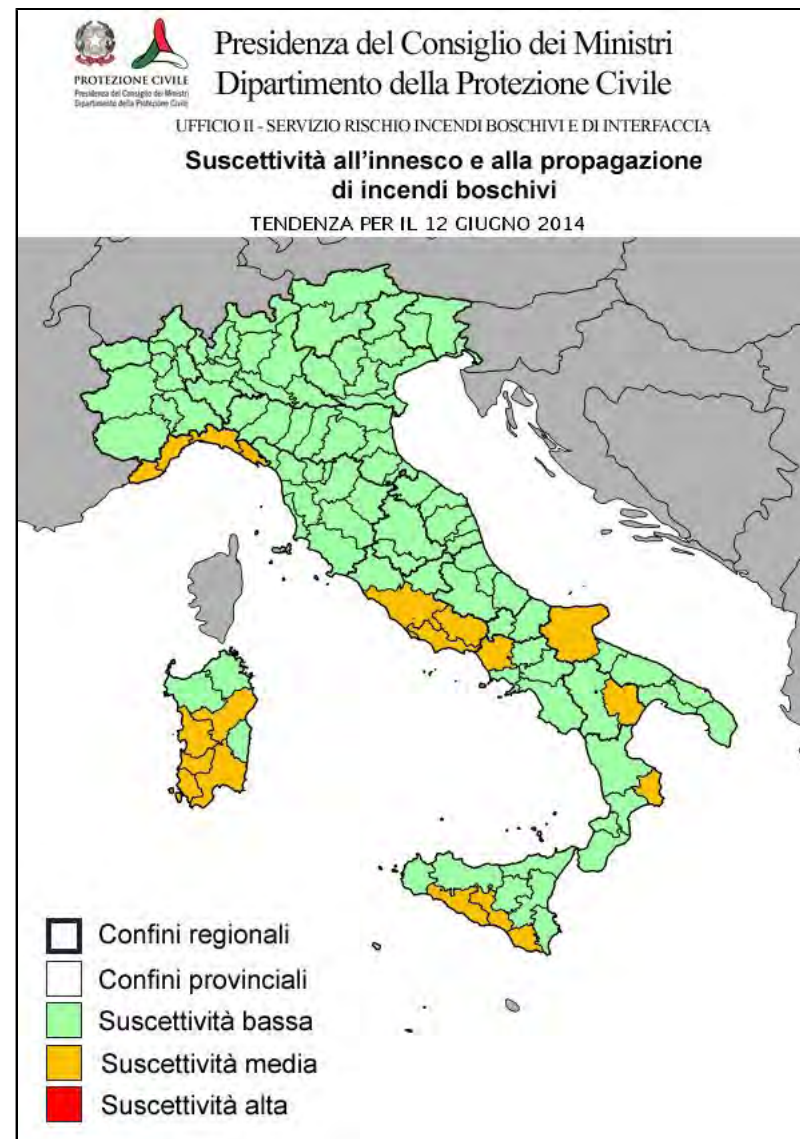 Presidenza del Consiglio dei Ministri
Dipartimento della Protezione Civile
PROTEZIONE CIVILE
Presidenza del Consiglio dei Ministri
Dipartimento della Protezione Civile
UFFICIO II - SERVIZIO RISCHIO INCENDI BOSCHIVI E DI INTERFACCIA
Suscettività all'innesco e alla propagazione
di incendi boschivi
TENDENZA PER IL 12 GIUGNO 2014
Confini regionali
Confini provinciali
Suscettività bassa
Suscettività media
Suscettività alta